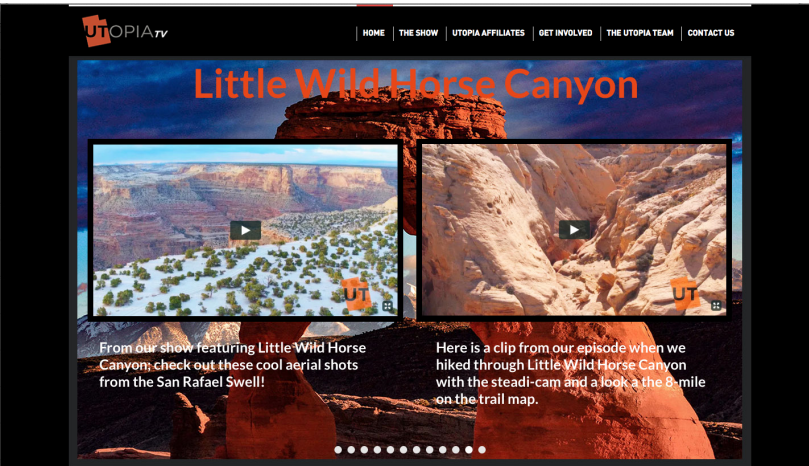 UTOPIATV
HOME
THE SHOW
UTOPIA AFFILIATES
GET INVOLVED
THE UTOPIA TEAM
CONTACT US
Little Wild Horse Canyon
UT
UT
From our show featuring Little Wild Horse
Canyon; check out these cool aerial shots
from the San Rafael Swell!
Here is a clip from our episode when we
hiked through Little Wild Horse Canyon
with the steadi-cam and a look a the 8-mile
on the trail map.